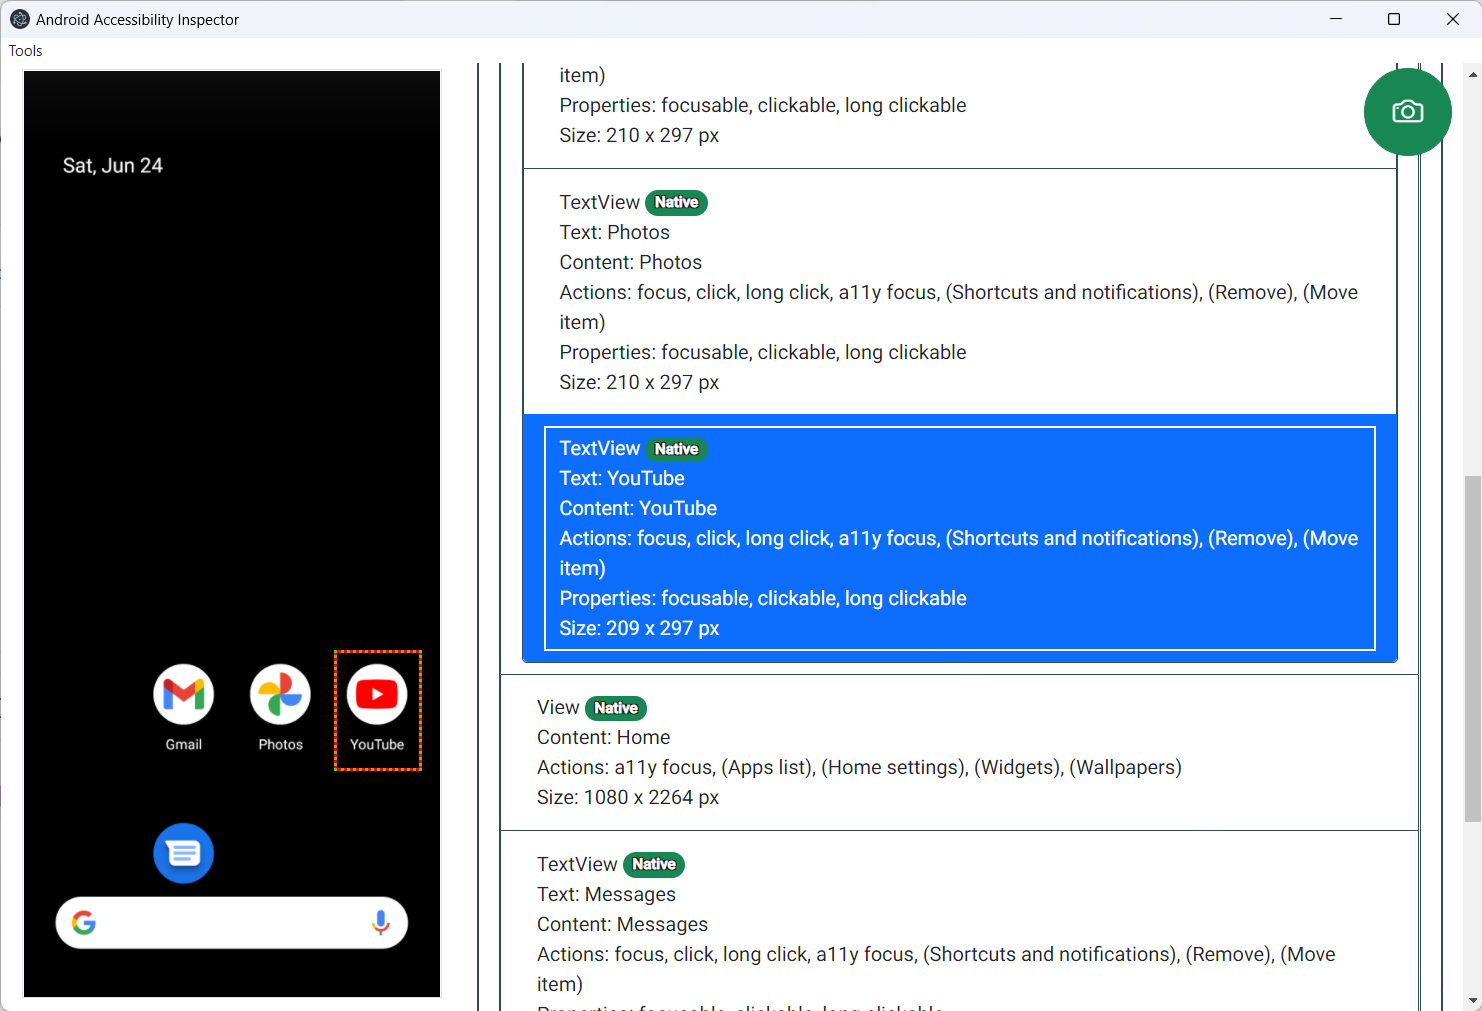 Android Accessibility Inspector
Tools
Sat, Jun 24
Gmail
Photos
YouTube
item)
Properties: focusable, clickable, long clickable
Size: 210 x 297 px
TextView Native
Text: Photos
Content: Photos
Actions: focus, click, long click, a11y focus, (Shortcuts and notifications), (Remove), (Move
item)
Properties: focusable, clickable, long clickable
Size: 210 x 297 px
TextView Native
Text: YouTube
Content: YouTube
Actions: focus, click, long click, a11y focus, (Shortcuts and notifications), (Remove), (Move
item)
Properties: focusable, clickable, long clickable
Size: 209 x 297 px
View Native
Content: Home
Actions: a11y focus, (Apps list), (Home settings), (Widgets), (Wallpapers)
Size: 1080 x 2264 px
TextView Native
Text: Messages
Content: Messages
Actions: focus, click, long click, a11y focus, (Shortcuts and notifications), (Remove), (Move
item)
Properties: focusable, clickable, long clickable